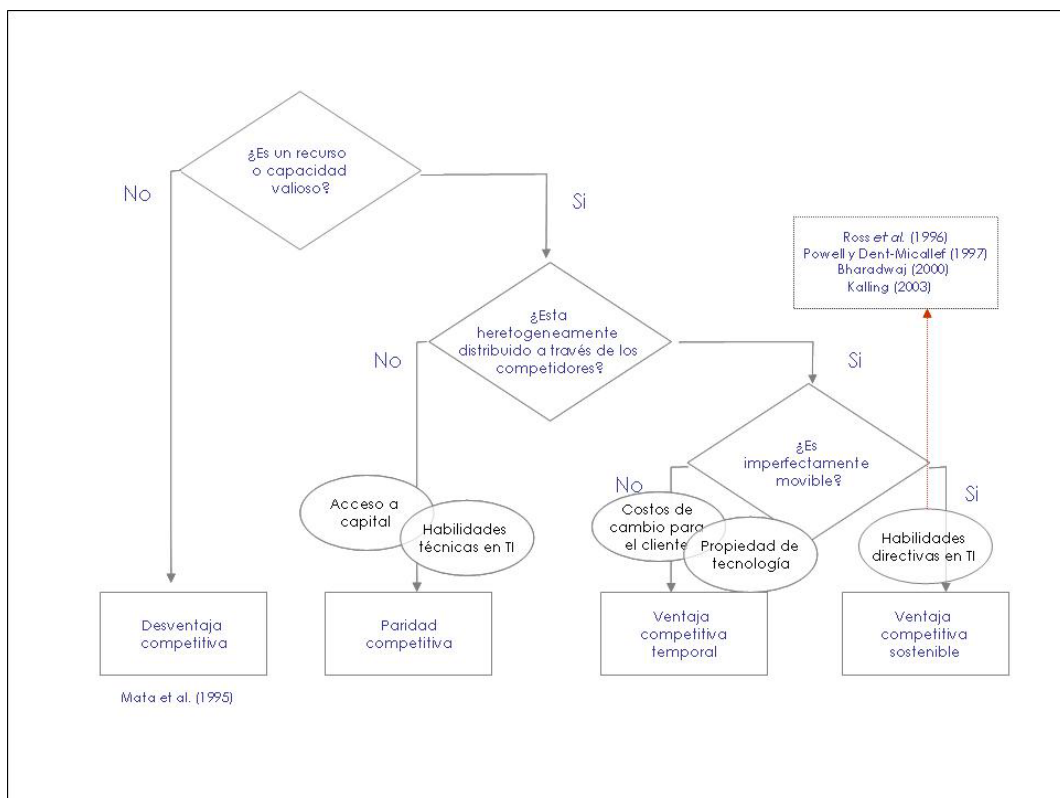 ¿Es un recurso
o capacidad
valioso?
No
Si
Ross et al. (1996)
Powell y Dent-Micallef (1997)
Bharadwaj (2000)
Kalling (2003)
¿Esta
heretogeneamente
distribuido a través de los
competidores?
No
Si
¿Es
imperfectamente
movible?
No
Si
Acceso a
capital
Habilidades
técnicas en TI
Costos de
cambio para
el cliente
Propiedad de
tecnología
Habilidades
directivas en TI
Desventaja
competitiva
Paridad
competitiva
Ventaja
competitiva
temporal
Ventaja
competitiva
sostenible
Mata et al. (1995)